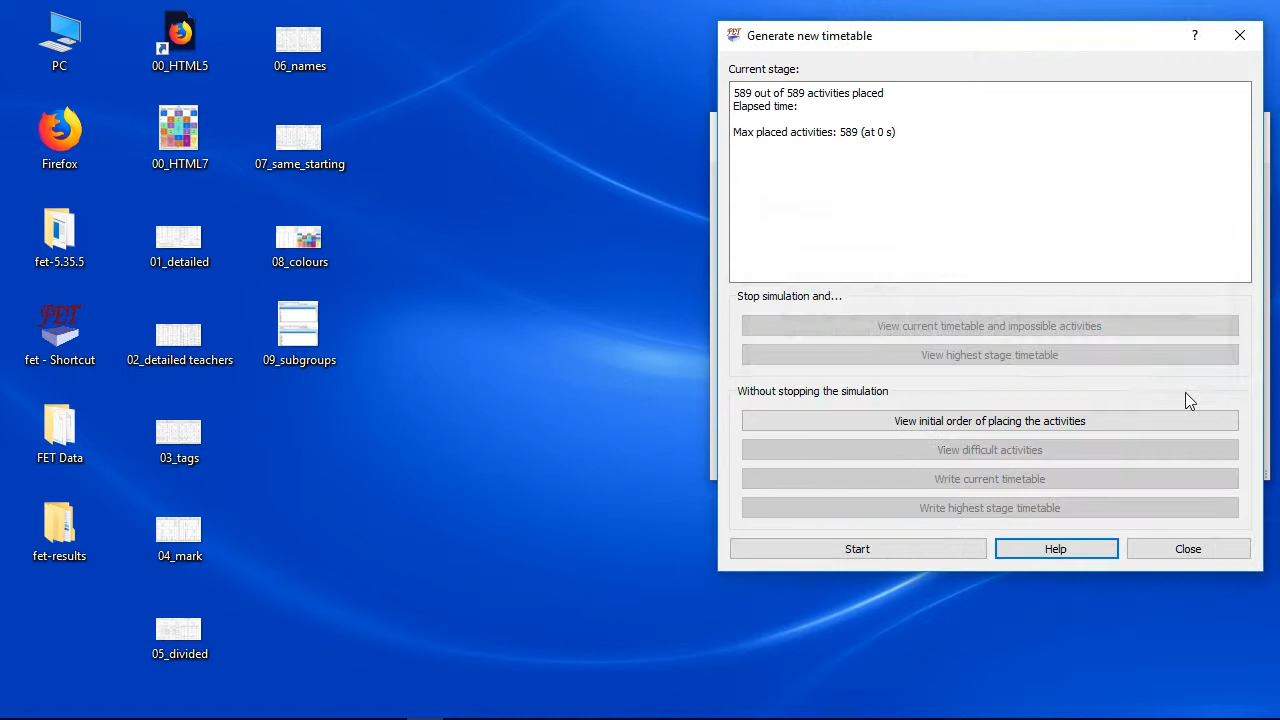 PC
Firefox
fet-5.35.5
FET
fet - Shortcut
FET Data
fet-results
00_HTML5
00_HTML7
01_detailed
02_detailed teachers
03_tags
04_mark
05_divided
06_names
07_same_starting
08_colours
09_subgroups
FET
Generate new timetable
?
Current stage:
589 out of 589 activities placed
Elapsed time:
Max placed activities: 589 (at 0 s)
Stop simulation and...
View current timetable and impossible activities
View highest stage timetable
Without stopping the simulation
View initial order of placing the activities
View difficult activities
Write current timetable
Write highest stage timetable
Start
Help
Close